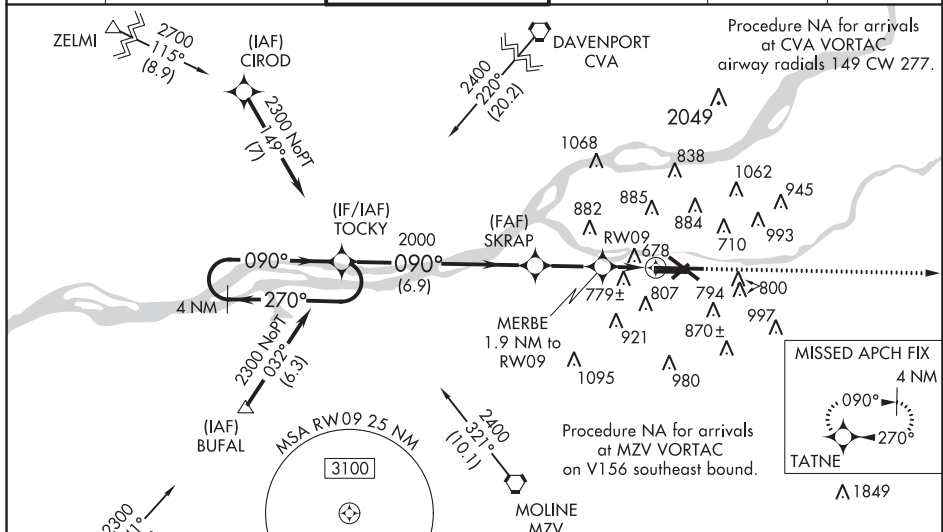 ZELMI
2700
115°
(8.9)
(IAF)
CIROD
2300 NoPT
149°
(7)
DAVENPORT
CVA
2400
220°
(20.2)
Procedure NA for arrivals
at CVA VORTAC
airway radials 149 CW 277.
2049
1068
838
1062
945
882
885
884
710
993
(IF/IAF)
TOCKY
2000
090°
(6.9)
(FAF)
SKRAP
RW09
678
090°
270°
4 NM
779±
807
794
800
MERBE
1.9 NM to
RW09
921
870±
997
1095
980
2300 NoPT
032°
(6.3)
(IAF)
BUFAL
MISSED APCH FIX
4 NM
090°
270°
TATNE
2400
321°
(10.1)
Procedure NA for arrivals
at MZV VORTAC
on V156 southeast bound.
MSA RW09 25 NM
3100
MOLINE
MZV
1849
2300